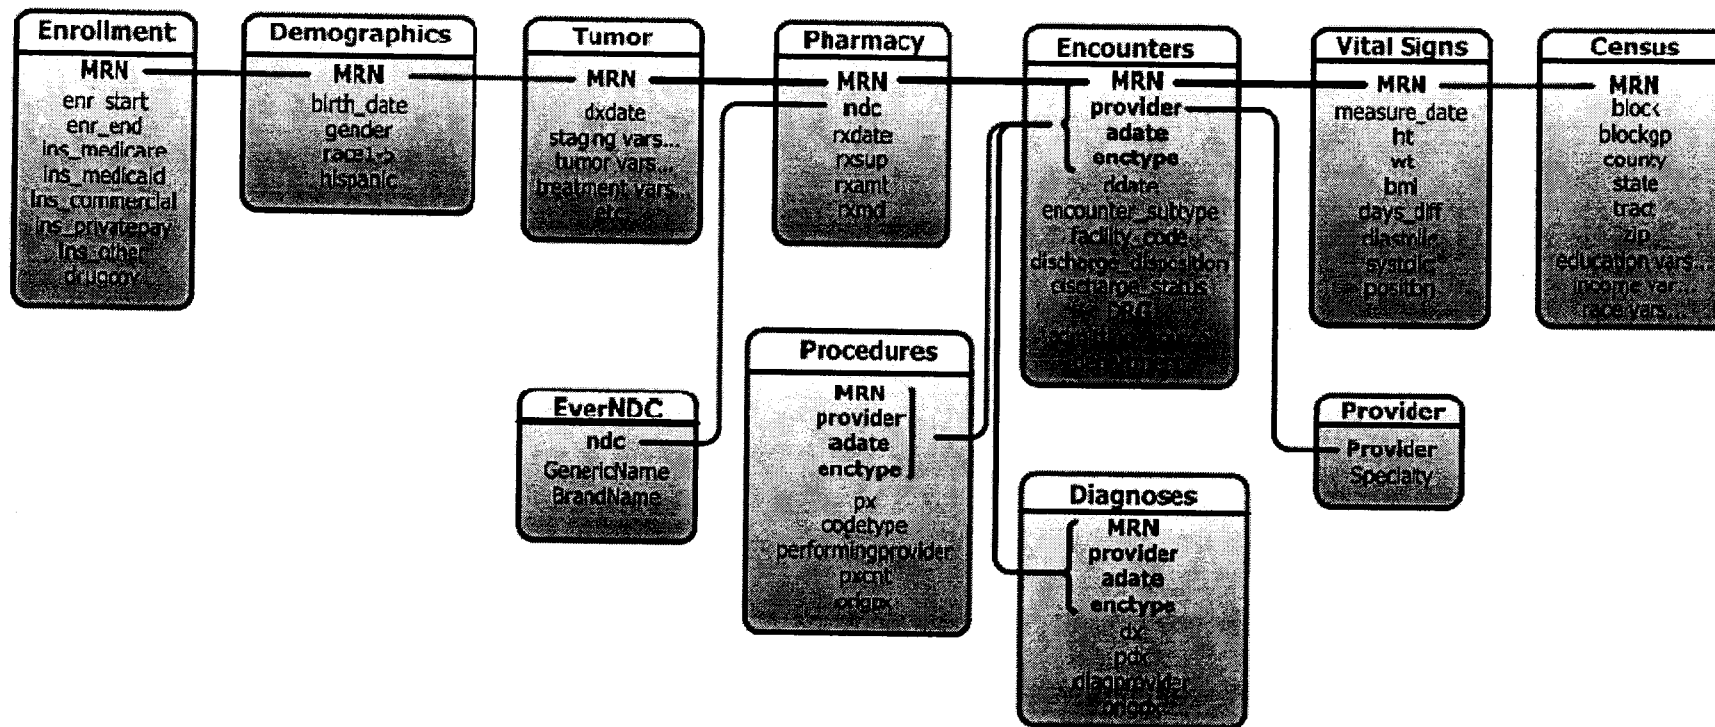 Enrollment
MRN
enr_start
enr_end
ins_medicare
ins_medicaid
ins_commercial
ins_privatepay
ins_other
drugcov
Demographics
MRN
birth_date
gender
race1-5
hispanic
Tumor
MRN
dxdate
staging vars...
tumor vars...
treatment vars...
etc.
Pharmacy
MRN
ndc
rxdate
rxsup
rxamt
rxmd
Encounters
MRN
provider
adate
enctype
ddate
encounter_subtype
facility_code
discharge_disposition
discharge_status
DRG
Vital Signs
MRN
measure_date
ht
wt
bmi
days_diff
diastolic
systolic
position
Census
MRN
block
blockgp
county
state
tract
zip
education vars...
income var...
race vars...
EverNDC
ndc
GenericName
BrandName
Procedures
MRN
provider
adate
enctype
px
codetype
performingprovider
pxcnt
origpx
Diagnoses
MRN
provider
adate
enctype
dx
pdx
diagprovider
Provider
Provider
Specialty